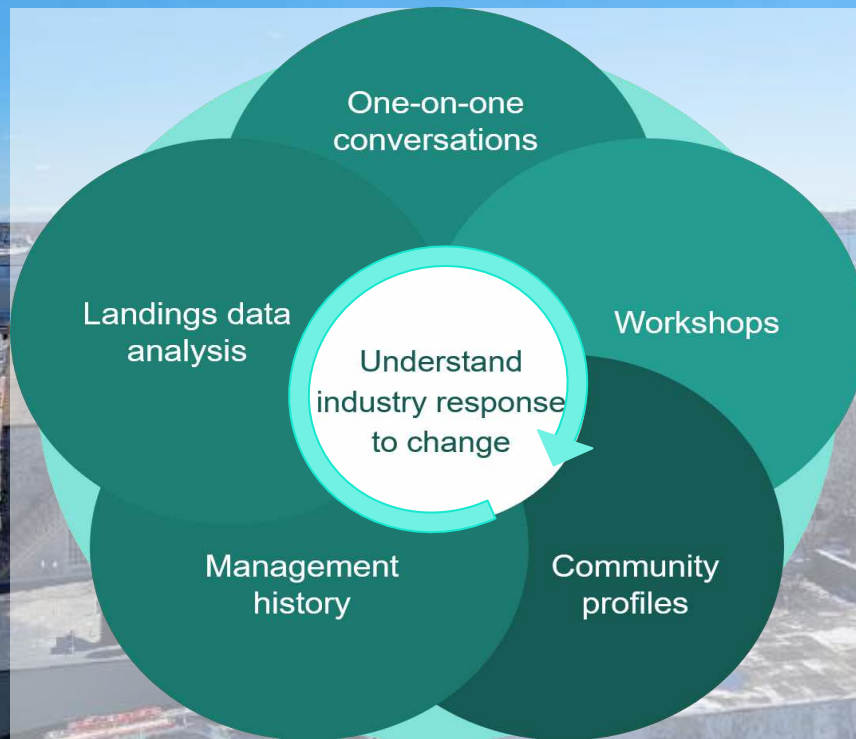 One-on-one
conversations
Workshops
Landings data
analysis
Understand
industry response
to change
Management
history
Community
profiles